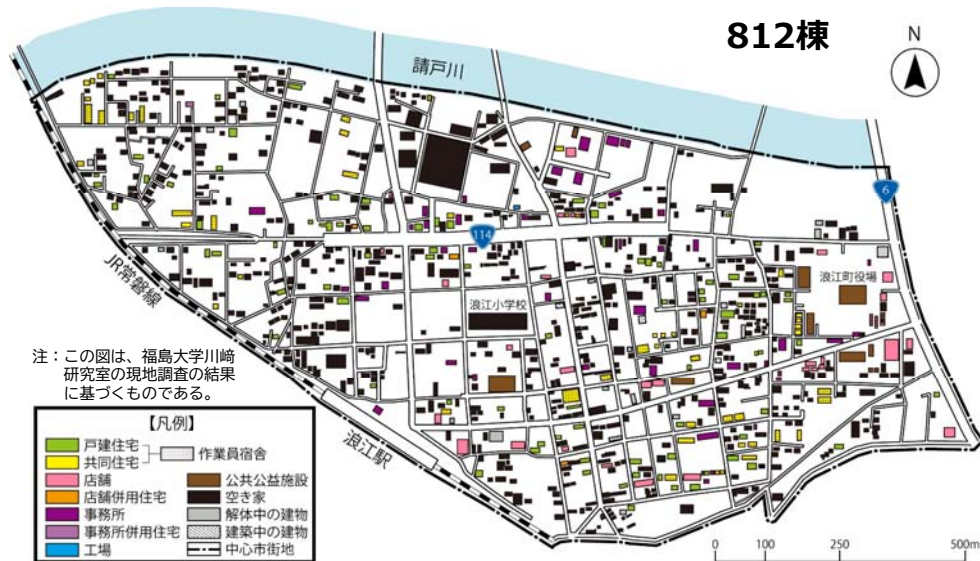 812棟
N
請戸川
6
114
JR常磐線
浪江小学校
浪江町役場
注：この図は、福島大学川﨑
研究室の現地調査の結果
に基づくものである。
浪江駅
【凡例】
戸建住宅
共同住宅
作業員宿舎
店舗
店舗併用住宅
事務所
事務所併用住宅
工場
公共公益施設
空き家
解体中の建物
建築中の建物
中心市街地
0 100 250 500m